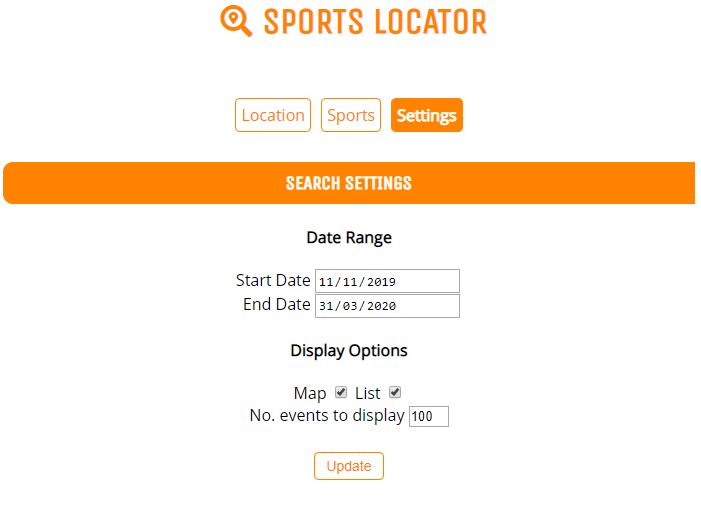 SPORTS LOCATOR
Location Sports Settings
SEARCH SETTINGS
Date Range
Start Date 11/11/2019
End Date 31/03/2020
Display Options
Map List
No. events to display 100
Update